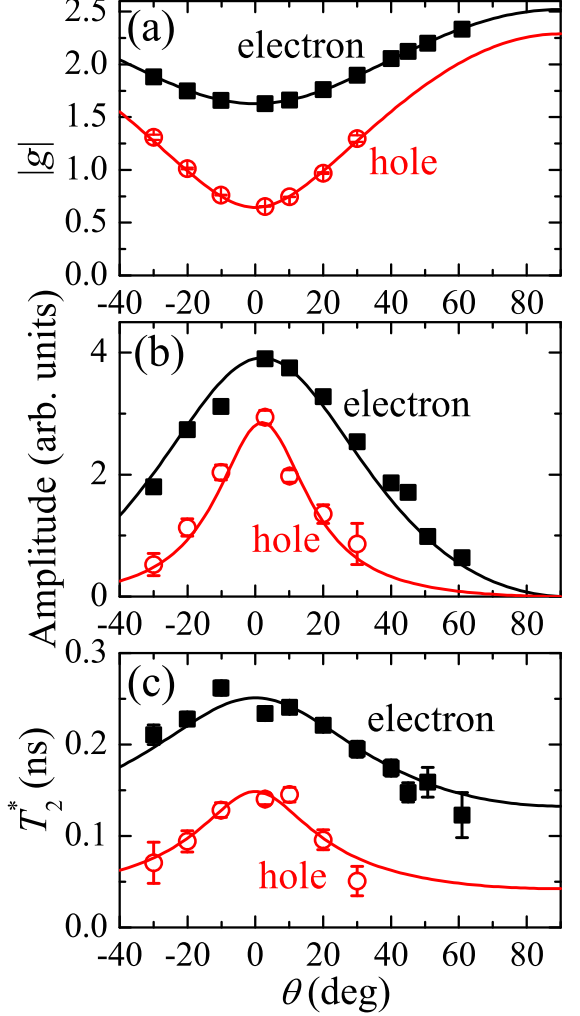 (a)
electron
hole
|g|
2.5
2.0
1.5
1.0
0.5
0.0
-40 -20 0 20 40 60 80
(b)
electron
hole
Amplitude (arb. units)
4
2
0
-40 -20 0 20 40 60 80
(c)
electron
hole
T₂* (ns)
0.3
0.2
0.1
0.0
-40 -20 0 20 40 60 80
θ (deg)